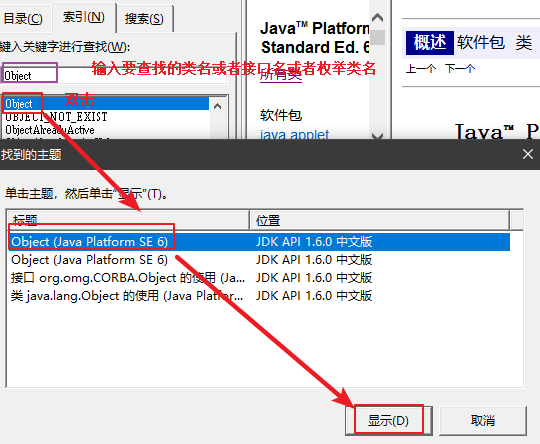 目录(C)
索引(N)
搜索(S)
键入关键字进行查找(W):
Object
输入要查找的类名或者接口名或者枚举类名
Object
双击
OBJECT_NOT_EXIST
ObjectAlreadyActive
Java™ Platform
Standard Ed. 6
所有类
软件包
java.applet
概述 软件包 类
上一个 下一个
Java™ P
找到的主题
单击主题，然后单击“显示”(T)。
标题 位置
Object (Java Platform SE 6) JDK API 1.6.0 中文版
Object (Java Platform SE 6) JDK API 1.6.0 中文版
接口 org.omg.CORBA.Object 的使用 (Ja... JDK API 1.6.0 中文版
类 java.lang.Object 的使用 (Java Platfor... JDK API 1.6.0 中文版
显示(D)
取消